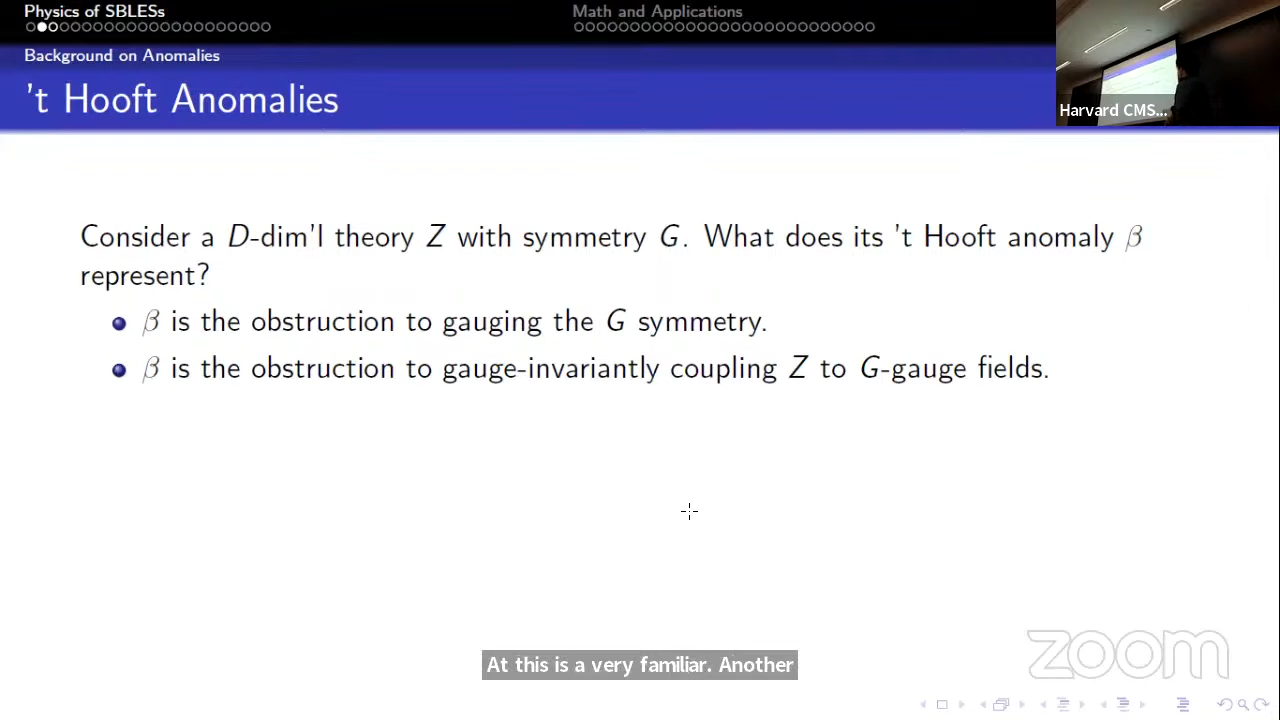 Physics of SBLESs
Math and Applications
Background on Anomalies
't Hooft Anomalies
Harvard CMS...
Consider a D-dim'l theory Z with symmetry G. What does its 't Hooft anomaly β
represent?
β is the obstruction to gauging the G symmetry.
β is the obstruction to gauge-invariantly coupling Z to G-gauge fields.
At this is a very familiar. Another
zoom